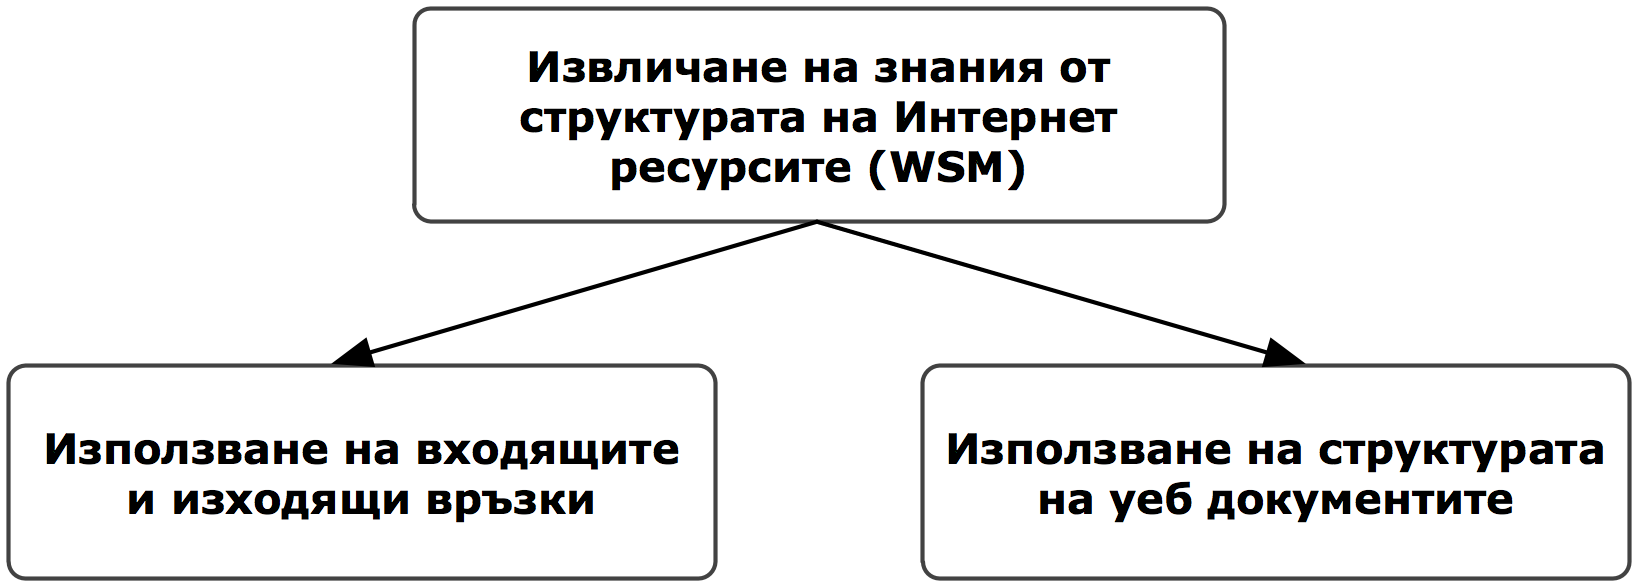 Извличане на знания от
структурата на Интернет
ресурсите (WSM)
Използване на входящите
и изходящи връзки
Използване на структурата
на уеб документите